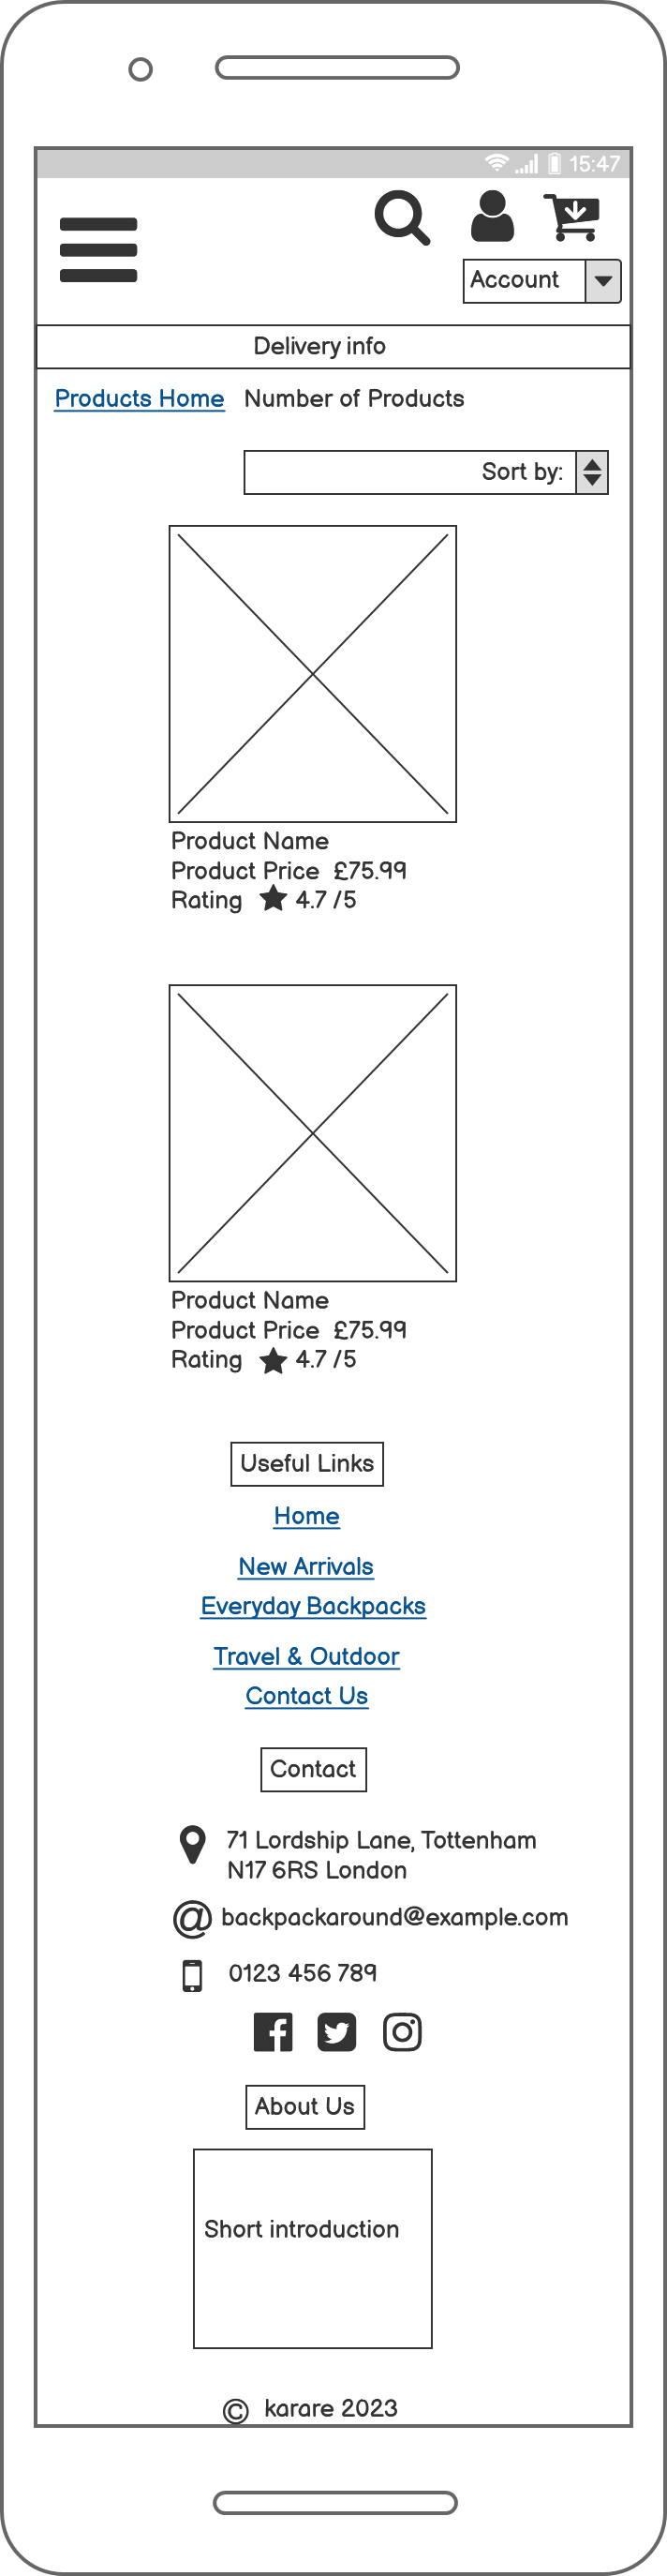 15:47
Account
Delivery info
Products Home Number of Products
Sort by:
Product Name
Product Price £75.99
Rating 4.7 /5
Product Name
Product Price £75.99
Rating 4.7 /5
Useful Links
Home
New Arrivals
Everyday Backpacks
Travel & Outdoor
Contact Us
Contact
71 Lordship Lane, Tottenham
N17 6RS London
@ backpackaround@example.com
0123 456 789
About Us
Short introduction
© karare 2023